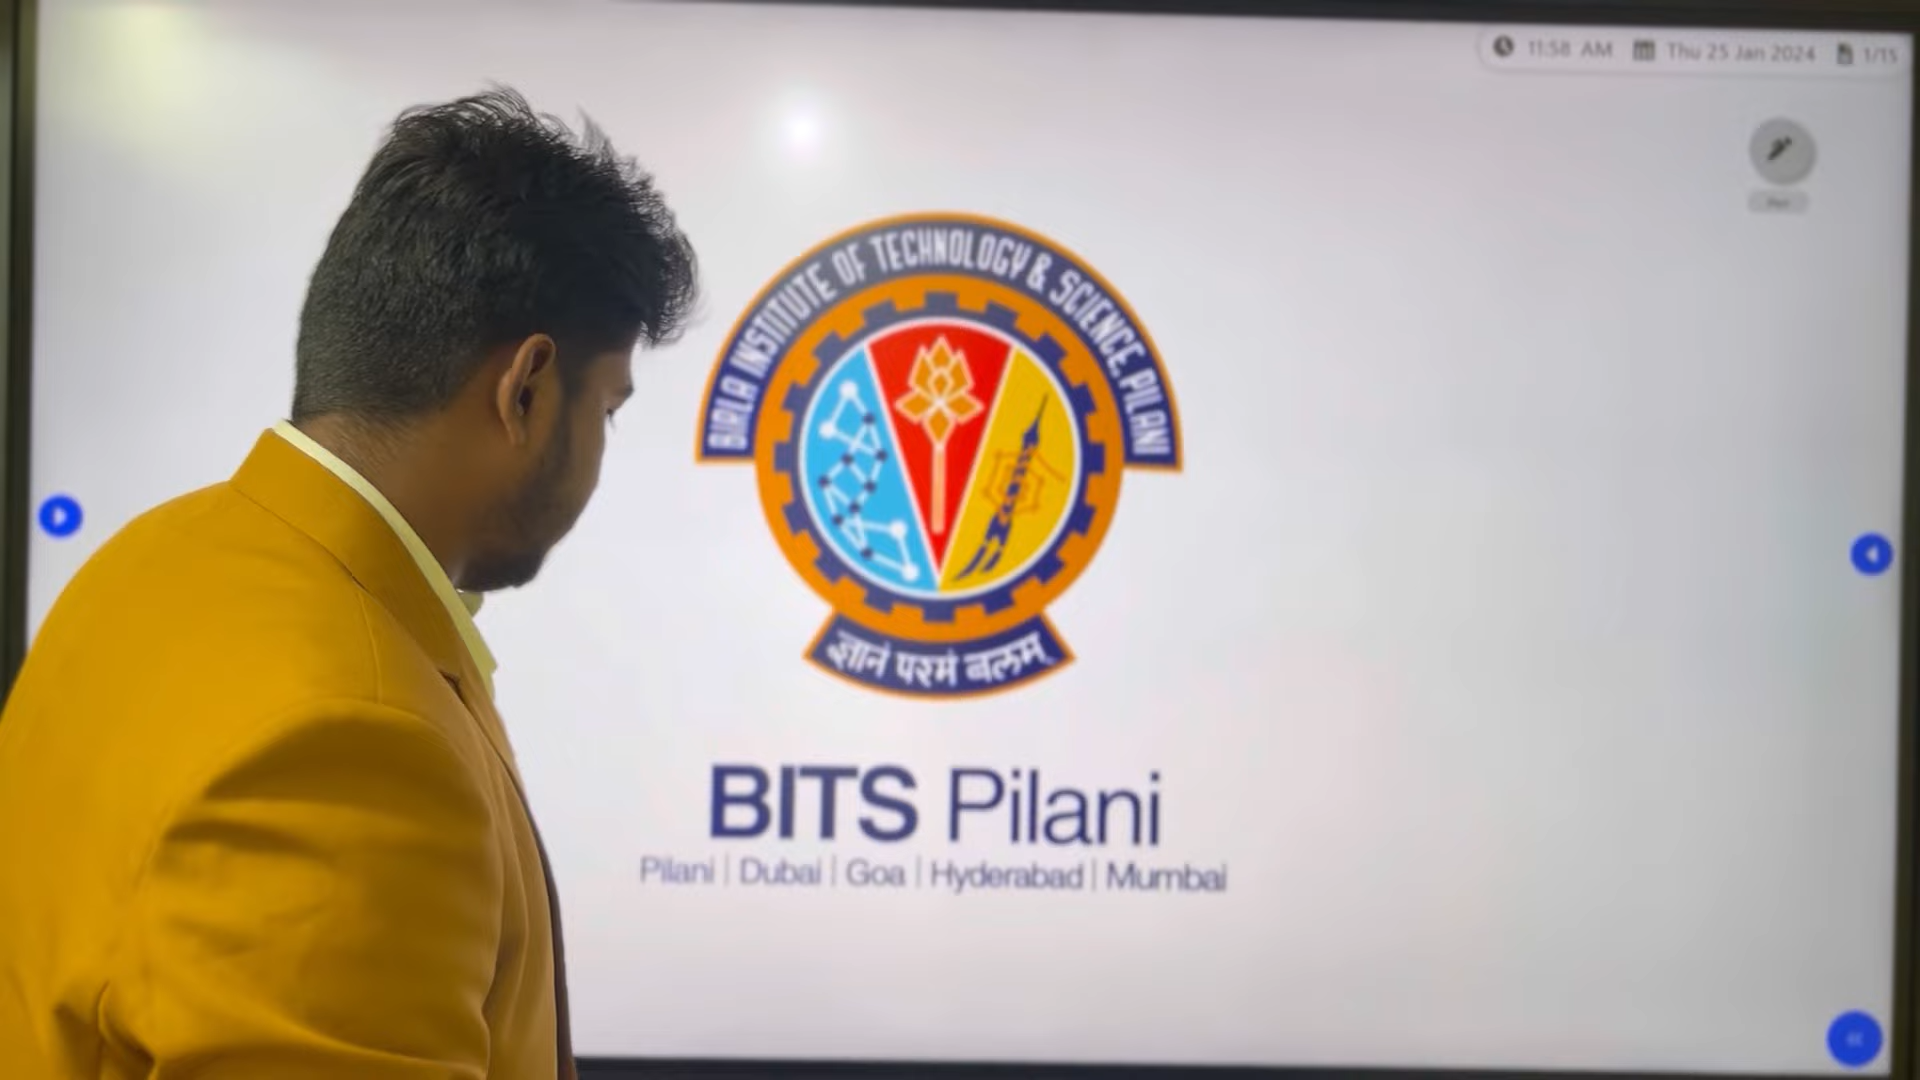 11:58 AM Thu 25 Jan 2024 1/15
BIRLA INSTITUTE OF TECHNOLOGY & SCIENCE, PILANI
ज्ञानं परमं बलम्
BITS Pilani
Pilani | Dubai | Goa | Hyderabad | Mumbai